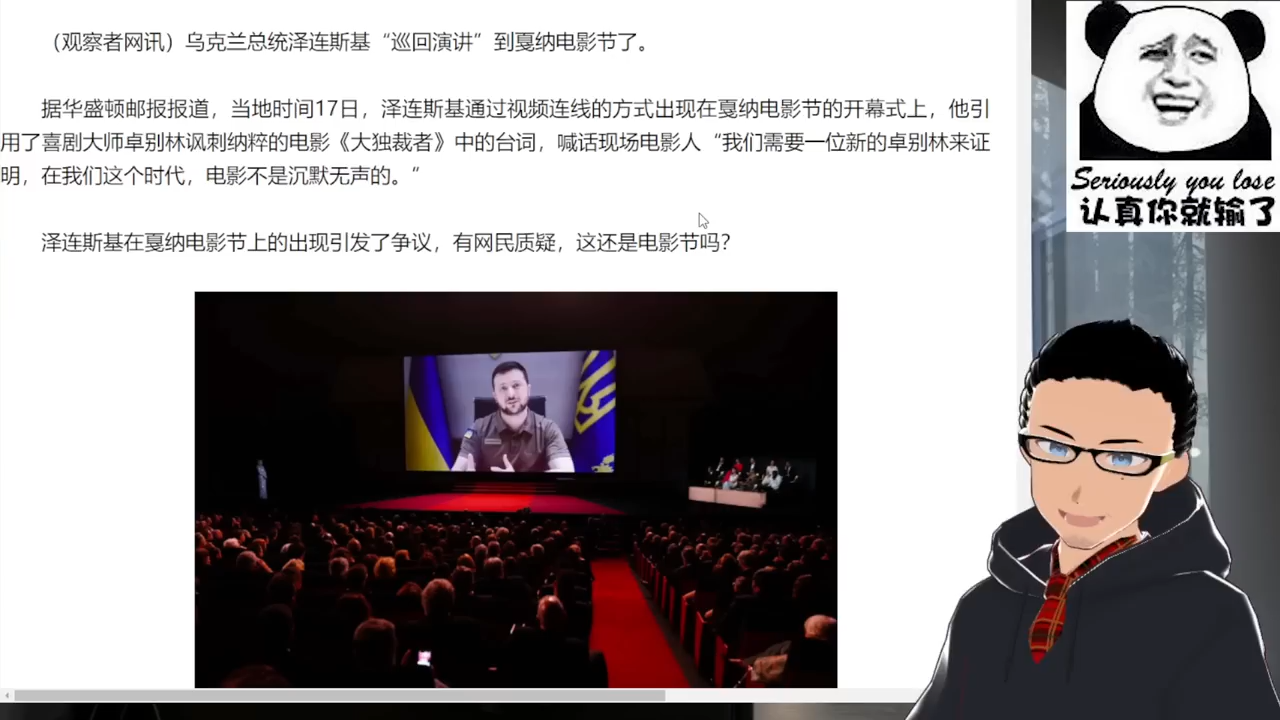 （观察者网讯）乌克兰总统泽连斯基“巡回演讲”到戛纳电影节了。
据华盛顿邮报报道，当地时间17日，泽连斯基通过视频连线的方式出现在戛纳电影节的开幕式上，他引
用了喜剧大师卓别林讽刺纳粹的电影《大独裁者》中的台词，喊话现场电影人“我们需要一位新的卓别林来证
明，在我们这个时代，电影不是沉默无声的。”
泽连斯基在戛纳电影节上的出现引发了争议，有网民质疑，这还是电影节吗？
Seriously you lose
认真你就输了